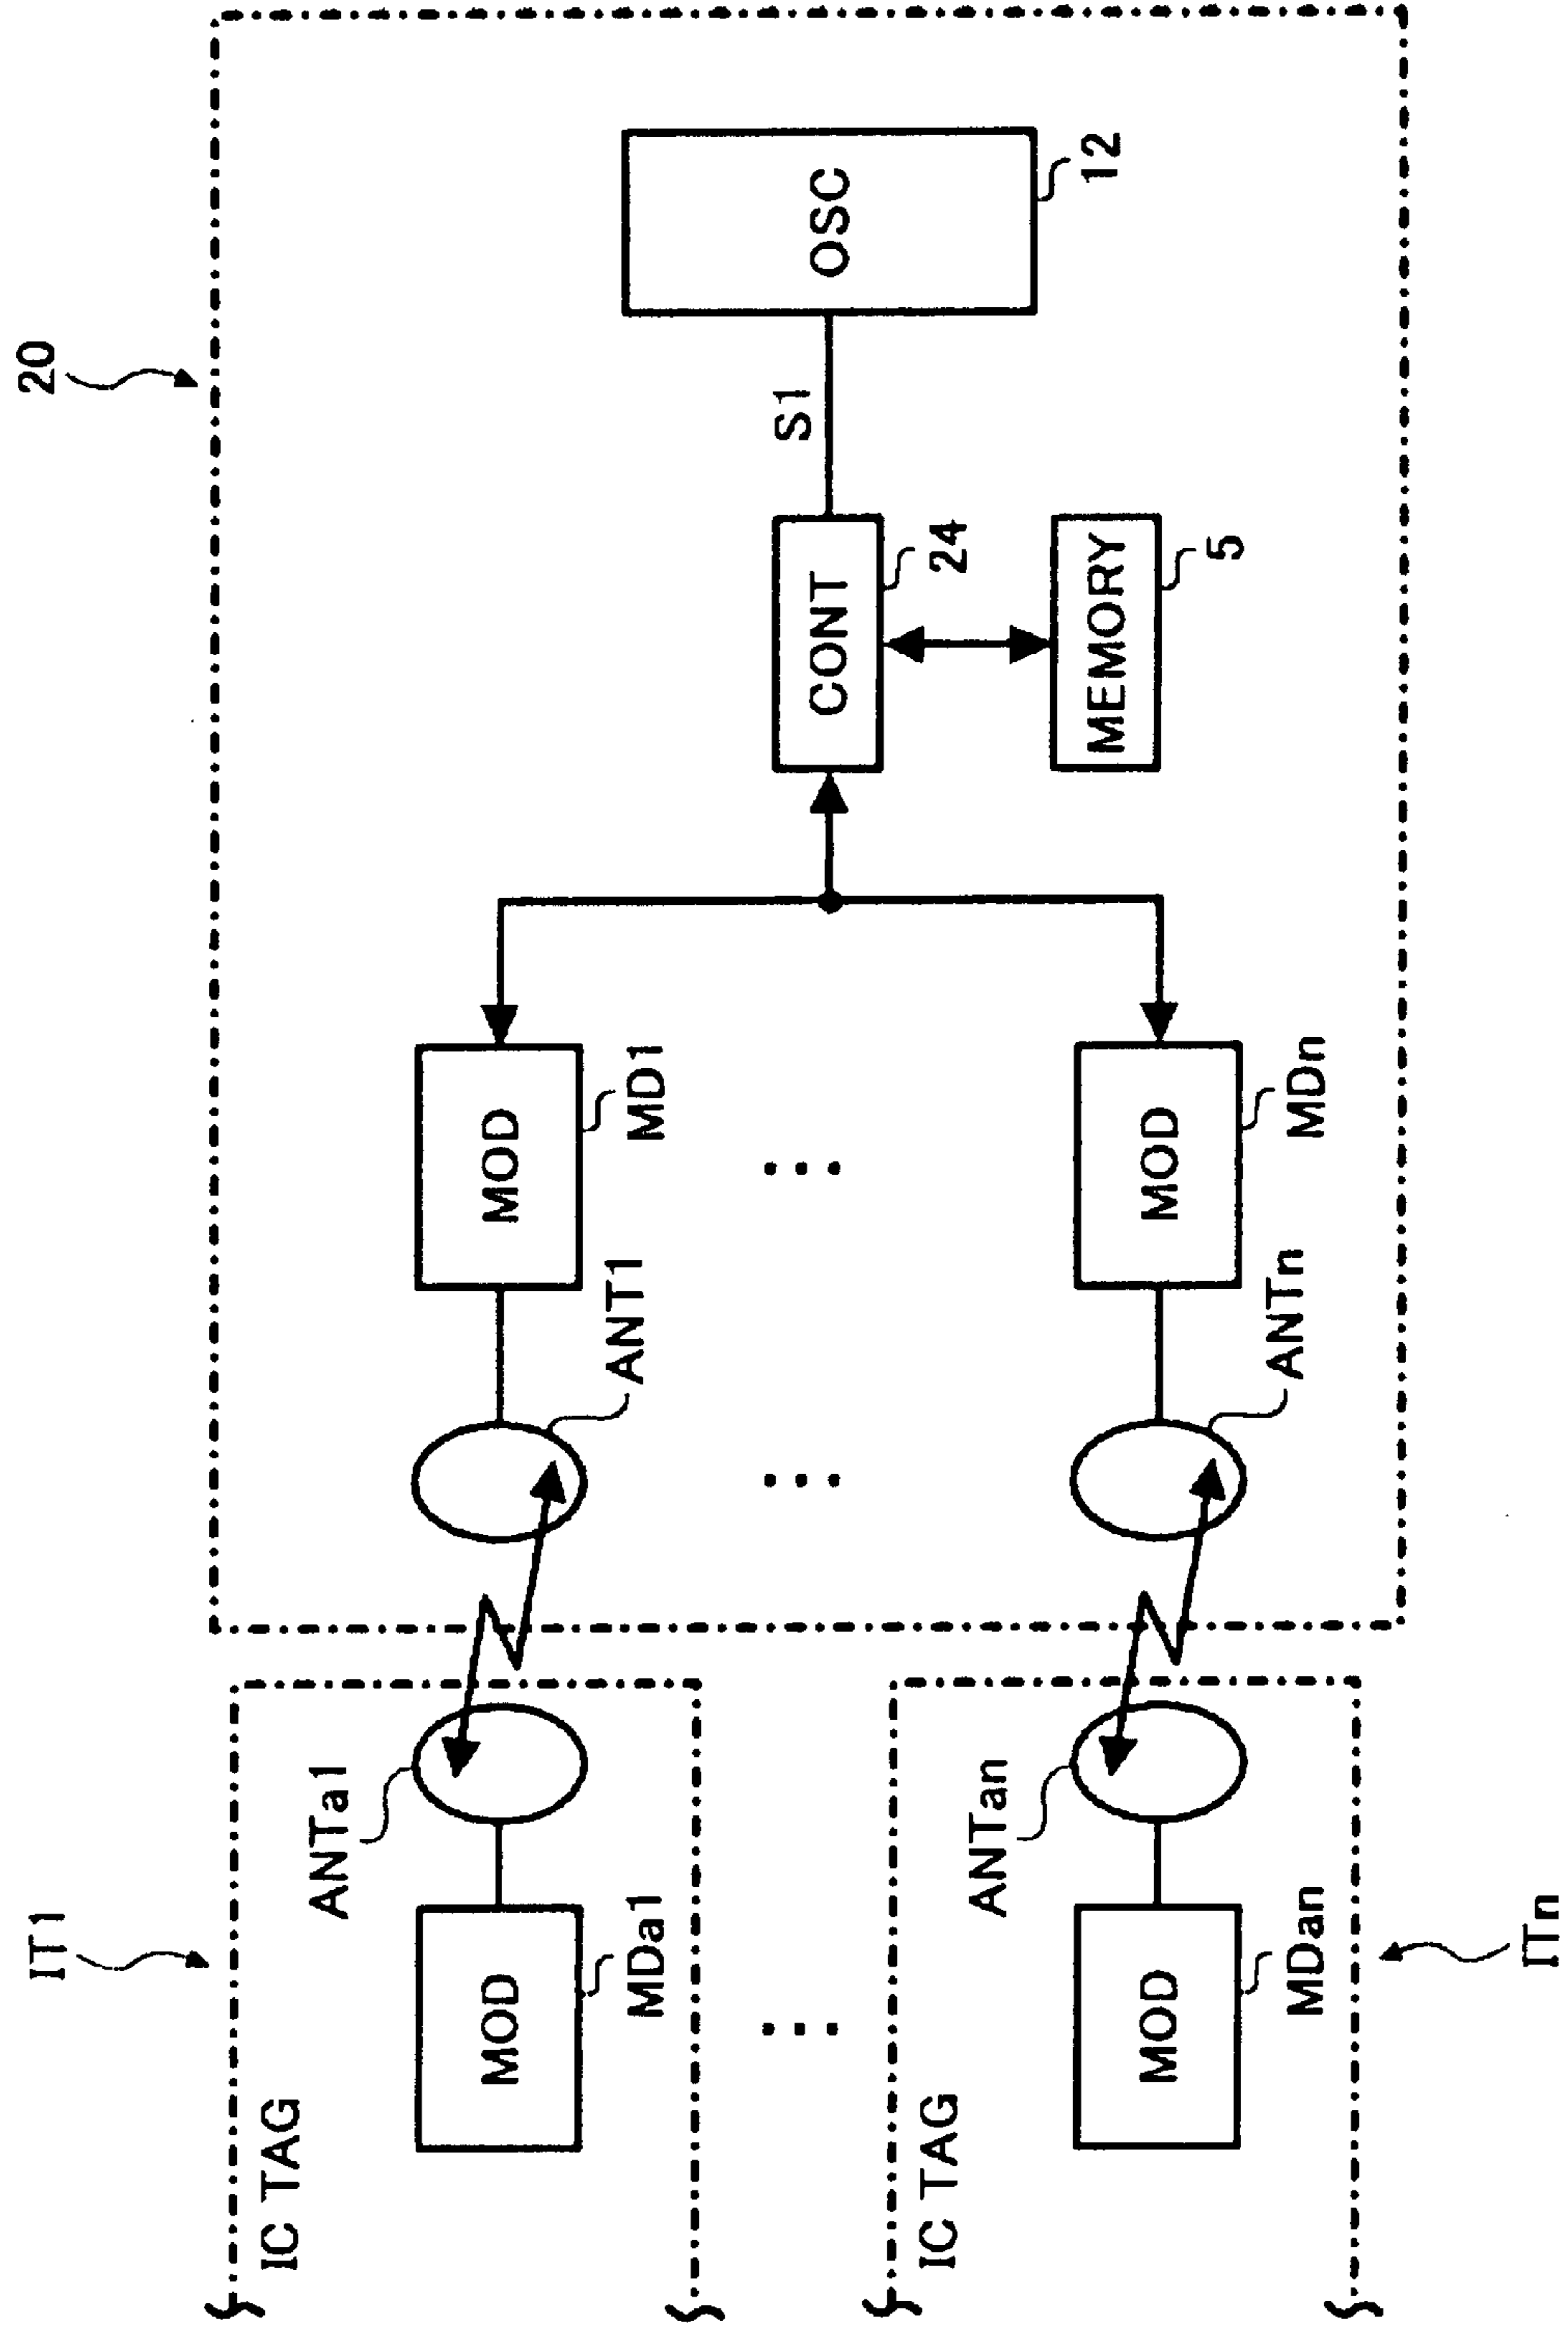 IT1
20
IC TAG
MOD
MDa1
ANTa1
ANT1
MOD
MD1
CONT
24
S1
OSC
12
MEMORY
5
...
...
...
IC TAG
MOD
MDan
ANTan
ANTn
MOD
MDn
ITn